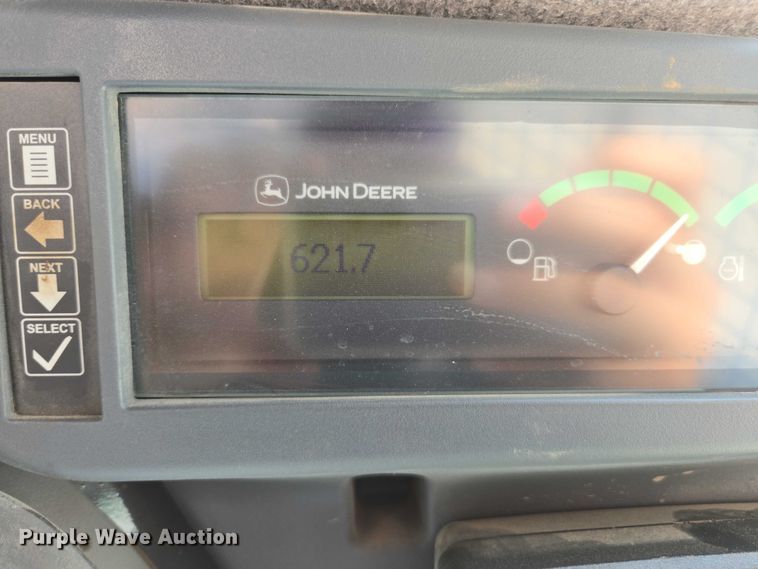 MENU
BACK
NEXT
SELECT
JOHN DEERE
621.7
Purple Wave Auction